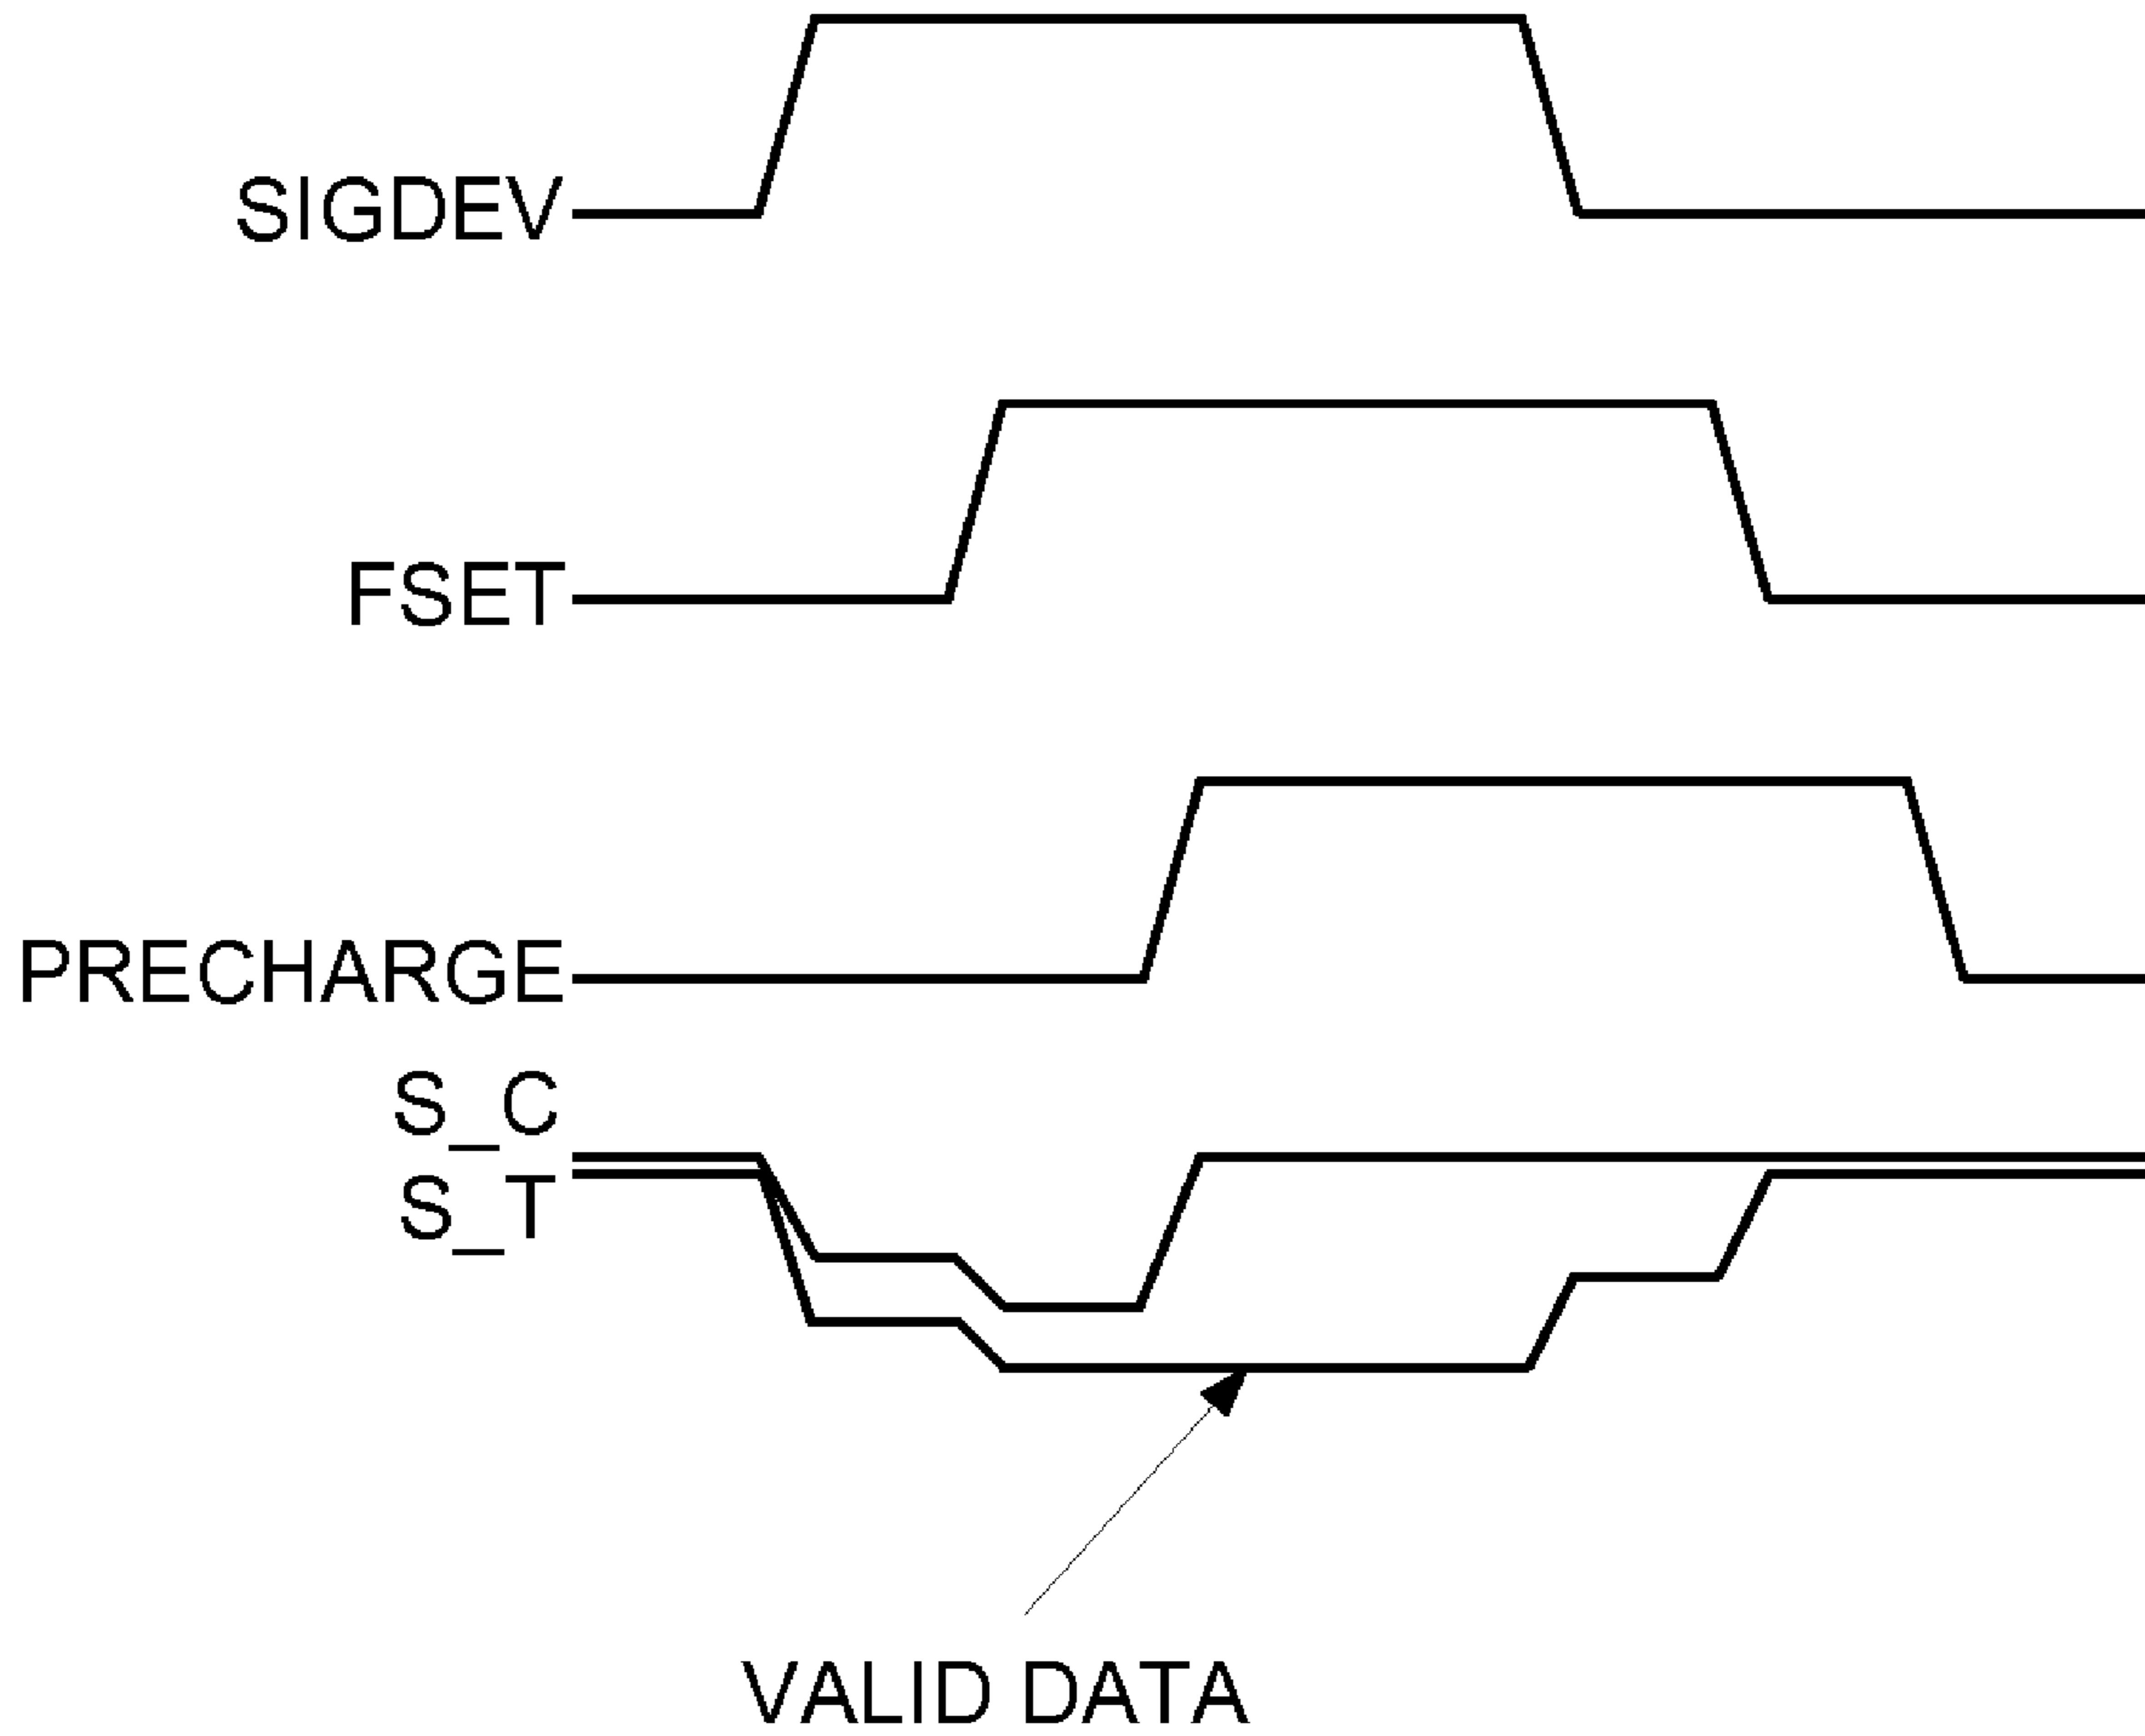 SIGDEV
FSET
PRECHARGE
S_C
S_T
VALID DATA